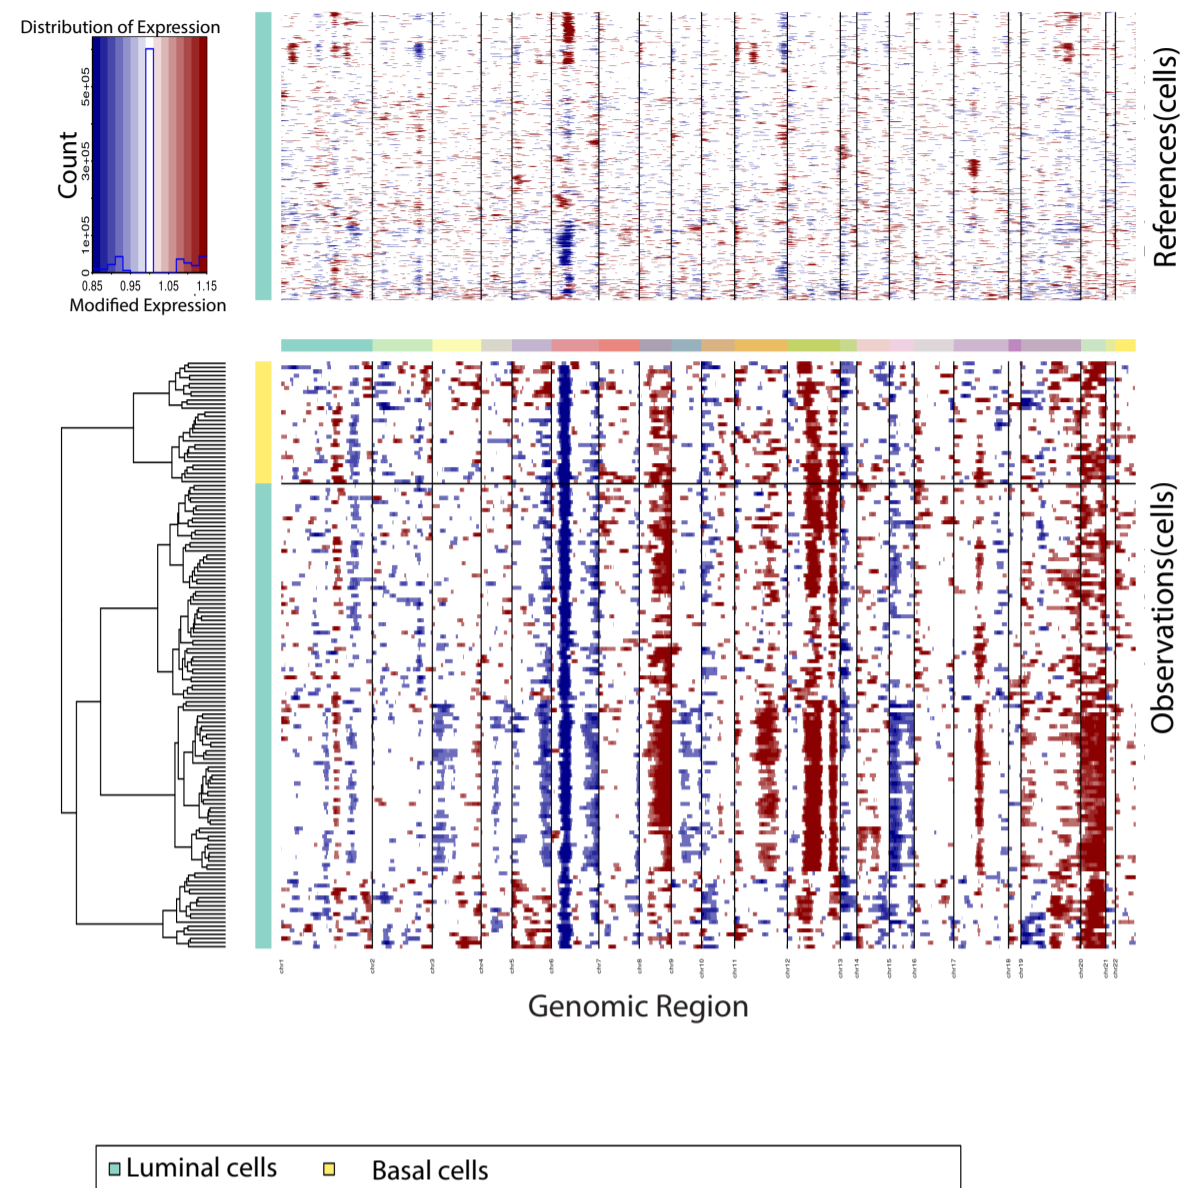 Distribution of Expression
Count
0 1e+05 3e+05 5e+05
0.85 0.95 1.05 1.15
Modified Expression
References(cells)
Observations(cells)
chr1 chr2 chr3 chr4 chr5 chr6 chr7 chr8 chr9 chr10 chr11 chr12 chr13 chr14 chr15 chr16 chr17 chr18 chr19 chr20 chr21 chr22
Genomic Region
Luminal cells Basal cells